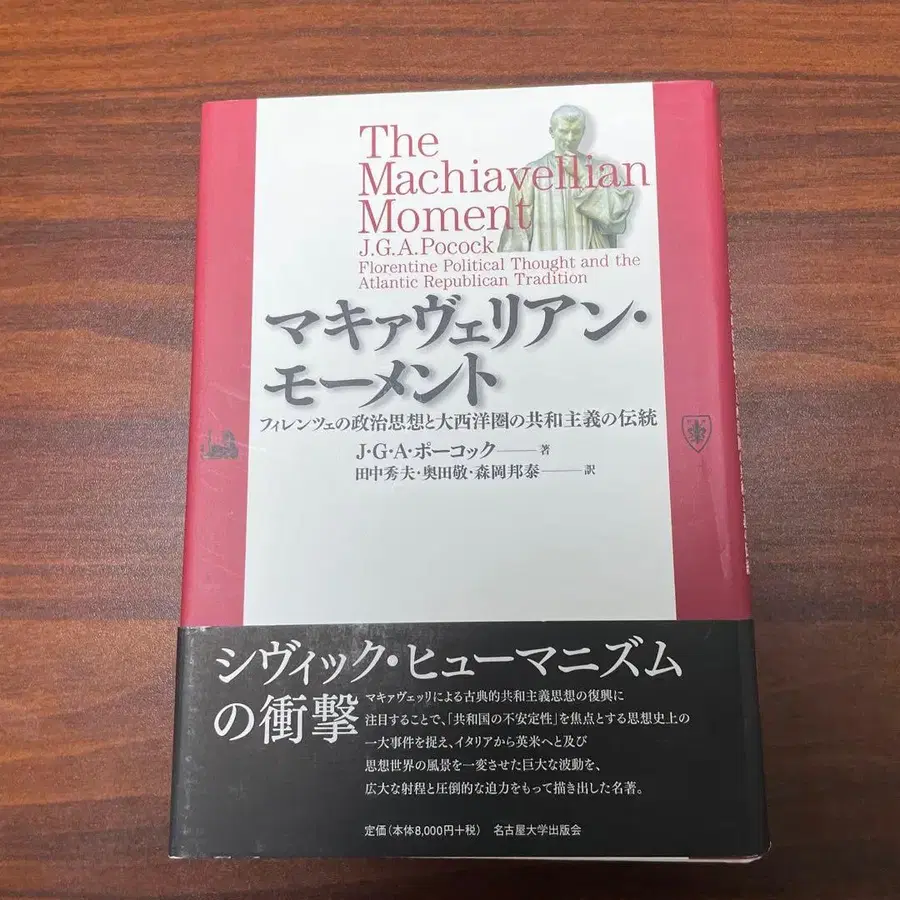 The
Machiavellian
Moment
J.G.A.Pocock
Florentine Political Thought and the
Atlantic Republican Tradition
マキァヴェリアン・
モーメント
フィレンツェの政治思想と大西洋圏の共和主義の伝統
J・G・A・ポーコック――著
田中秀夫・奥田敬・森岡邦泰――訳
シヴィック・ヒューマニズム
の衝撃
マキァヴェッリによる古典的共和主義思想の復興に
注目することで、「共和国の不安定性」を焦点とする思想史上の
一大事件を捉え、イタリアから英米へと及び
思想世界の風景を一変させた巨大な波動を、
広大な射程と圧倒的な迫力をもって描き出した名著。
定価（本体8,000円+税） 名古屋大学出版会